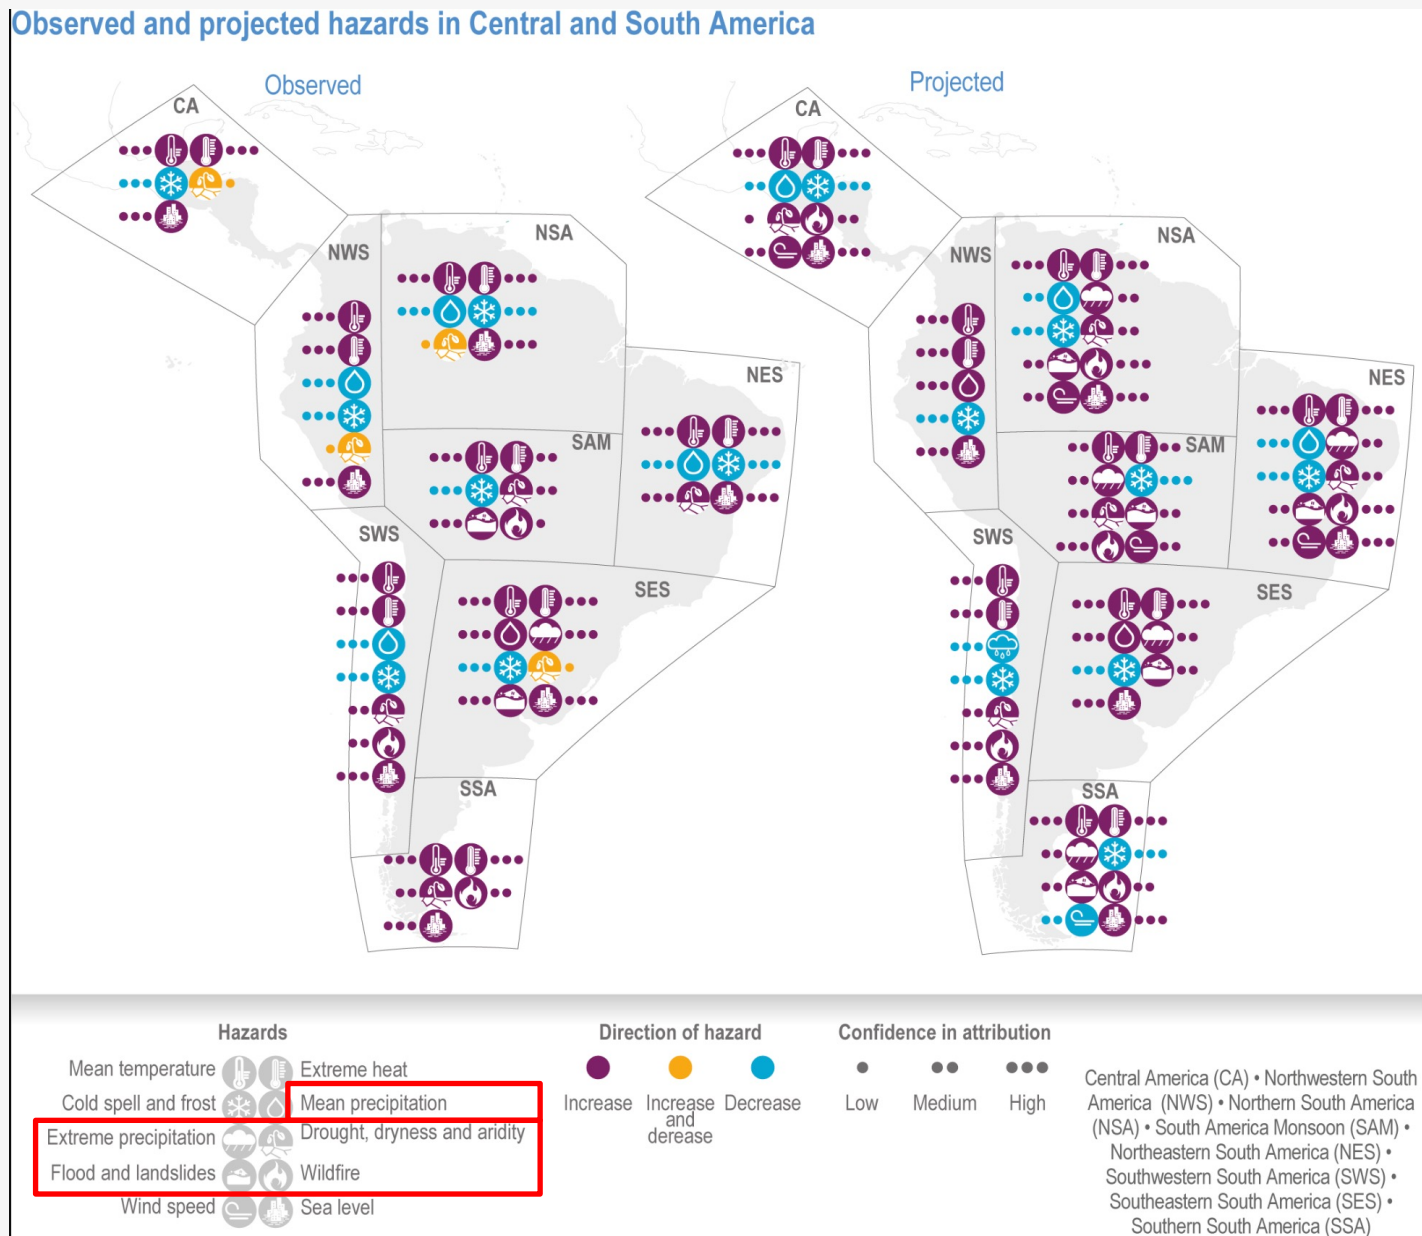 Observed and projected hazards in Central and South America
Observed
Projected
CA
CA
NSA
NSA
NWS
NWS
NES
NES
SAM
SAM
SWS
SWS
SES
SES
SSA
SSA
Hazards
Mean temperature
Extreme heat
Cold spell and frost
Mean precipitation
Extreme precipitation
Drought, dryness and aridity
Flood and landslides
Wildfire
Wind speed
Sea level
Direction of hazard
Increase
Increase
and
derease
Decrease
Confidence in attribution
Low
Medium
High
Central America (CA) • Northwestern South
America (NWS) • Northern South America
(NSA) • South America Monsoon (SAM) •
Northeastern South America (NES) •
Southwestern South America (SWS) •
Southeastern South America (SES) •
Southern South America (SSA)